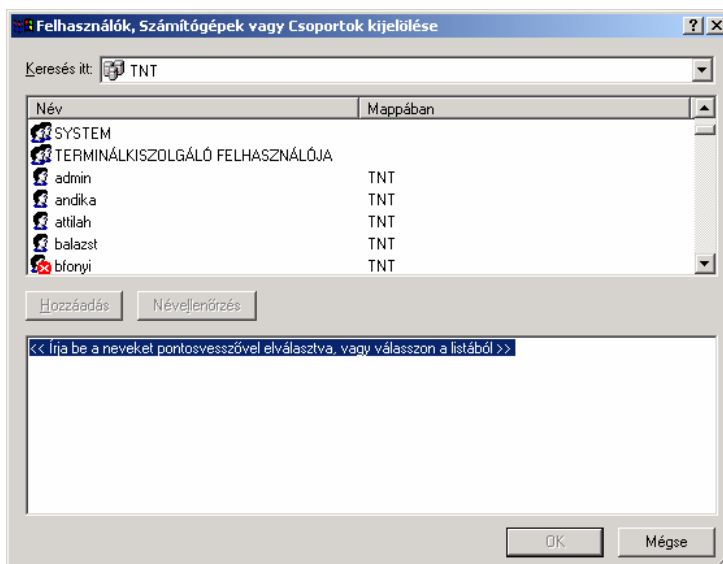 Felhasználók, Számítógépek vagy Csoportok kijelölése
Keresés itt: TNT
Név Mappában
SYSTEM
TERMINÁLKISZOLGÁLÓ FELHASZNÁLÓJA
admin TNT
andika TNT
attilah TNT
balazst TNT
bfonyi TNT
Hozzáadás Névellenőrzés
<< Írja be a neveket pontosvesszővel elválasztva, vagy válasszon a listából >>
OK Mégse